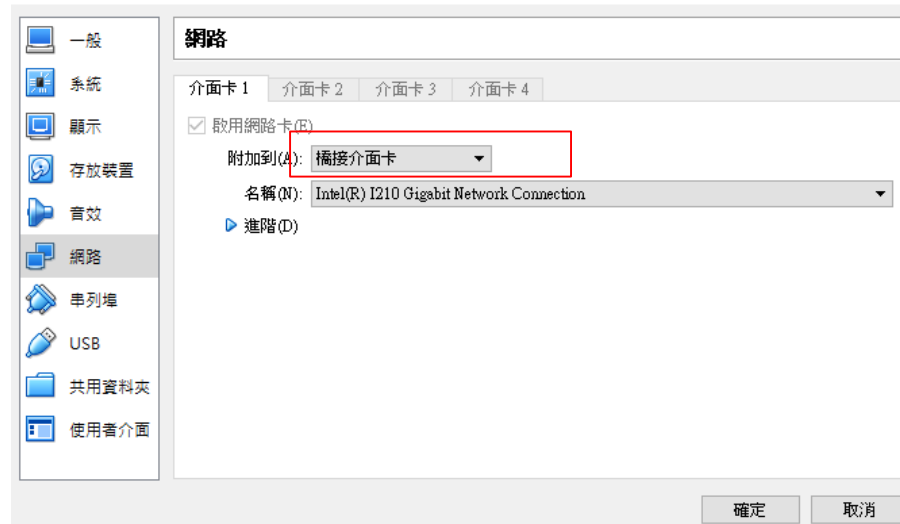 一般
系統
顯示
存放裝置
音效
網路
串列埠
USB
共用資料夾
使用者介面
網路
介面卡 1 介面卡 2 介面卡 3 介面卡 4
啟用網路卡(E)
附加到(A): 橋接介面卡
名稱(N): Intel(R) I210 Gigabit Network Connection
進階(D)
確定 取消